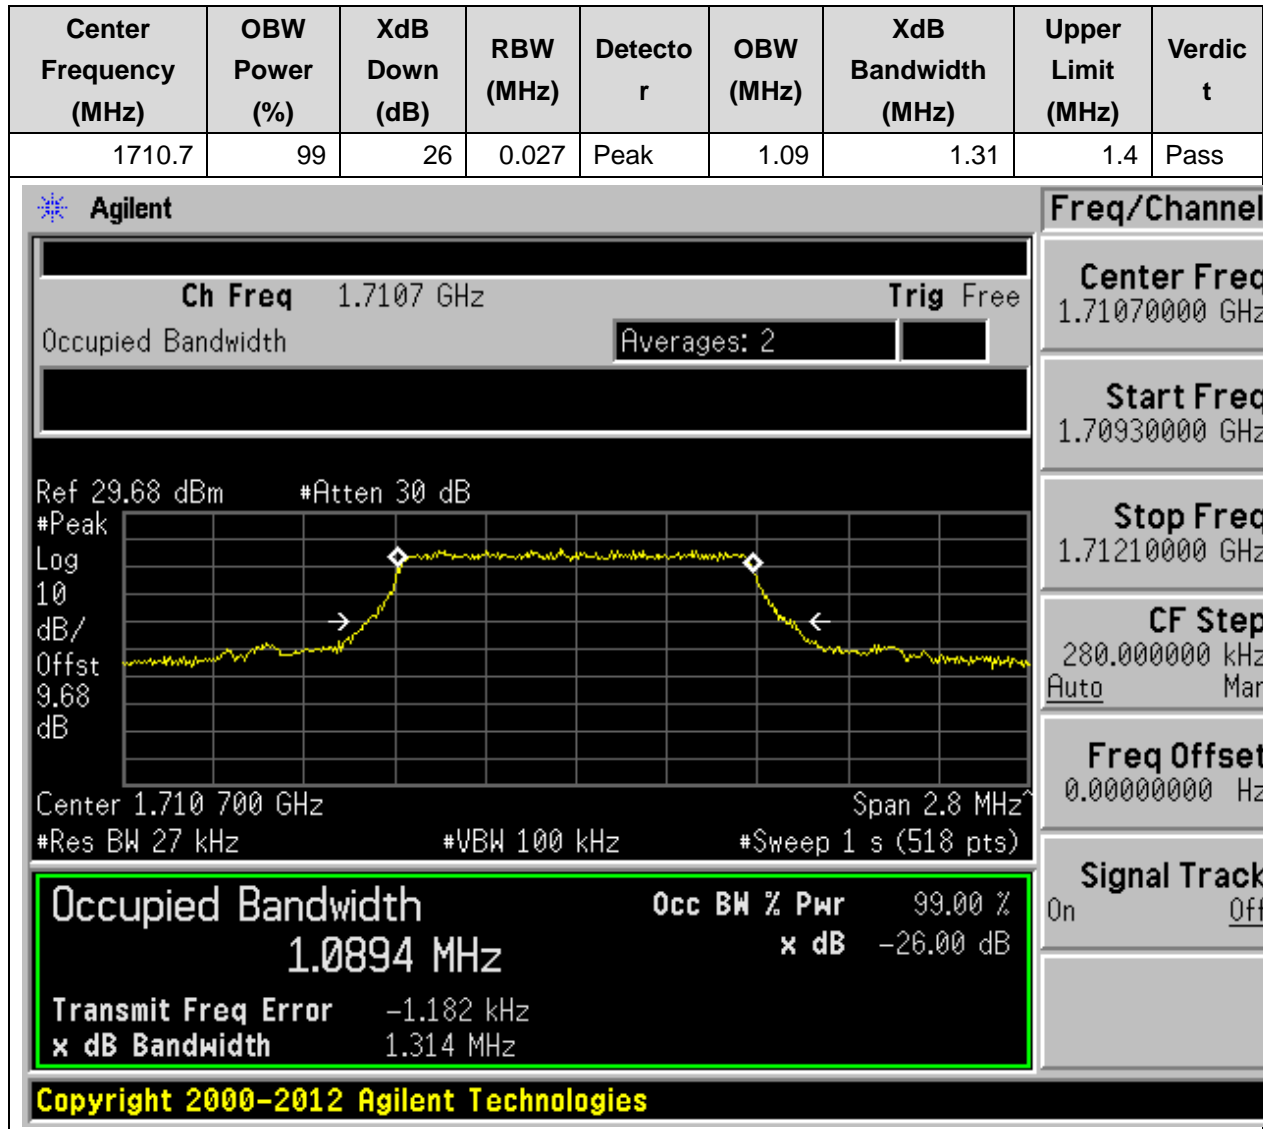 Center Frequency (MHz) OBW Power (%) XdB Down (dB) RBW (MHz) Detector OBW (MHz) XdB Bandwidth (MHz) Upper Limit (MHz) Verdict
1710.7 99 26 0.027 Peak 1.09 1.31 1.4 Pass
Agilent
Freq/Channel
Ch Freq 1.7107 GHz Trig Free
Occupied Bandwidth Averages: 2
Ref 29.68 dBm #Atten 30 dB
#Peak
Log
10
dB/
Offst
9.68
dB
Center 1.710 700 GHz Span 2.8 MHz^
#Res BW 27 kHz #VBW 100 kHz #Sweep 1 s (518 pts)
Occupied Bandwidth Occ BW % Pwr 99.00 %
1.0894 MHz x dB -26.00 dB
Transmit Freq Error -1.182 kHz
x dB Bandwidth 1.314 MHz
Center Freq
1.71070000 GHz
Start Freq
1.70930000 GHz
Stop Freq
1.71210000 GHz
CF Step
280.000000 kHz
Auto Man
Freq Offset
0.00000000 Hz
Signal Track
On Off
Copyright 2000-2012 Agilent Technologies